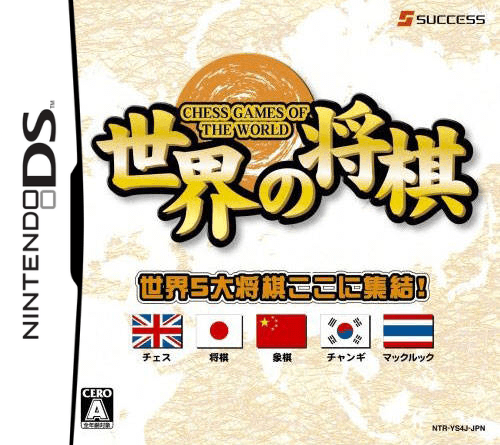 SUCCESS
NINTENDO DS™
CHESS GAMES OF
THE WORLD
世界の将棋
世界5大将棋ここに集結!
チェス 将棋 象棋 チャンギ マックルック
CERO
A
全年齢対象
NTR-YS4J-JPN